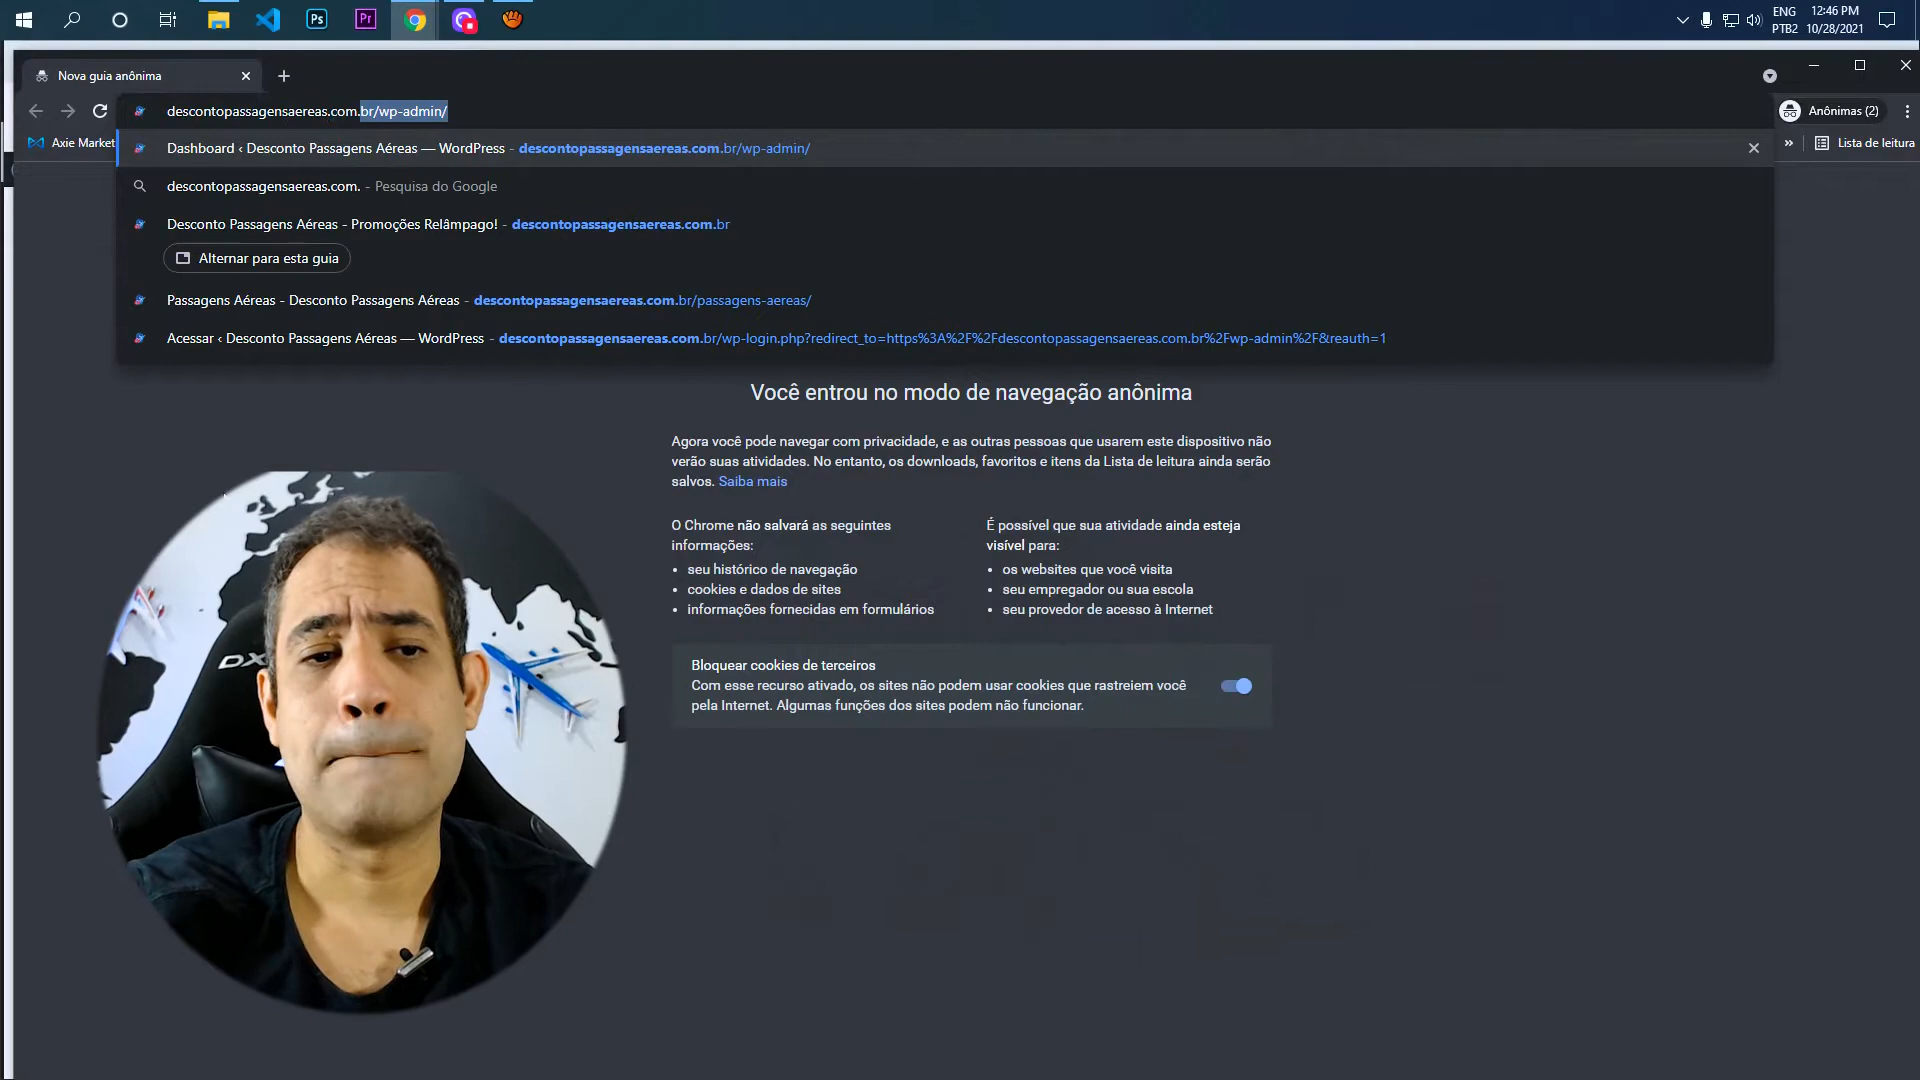 12:46 PM
ENG
PTB2
10/28/2021
Ps
Pr
Nova guia anônima
descontopassagensaereas.com.br/wp-admin/
Anônimas (2)
Axie Market
Dashboard ‹ Desconto Passagens Aéreas — WordPress - descontopassagensaereas.com.br/wp-admin/
» Lista de leitura
descontopassagensaereas.com. - Pesquisa do Google
Desconto Passagens Aéreas - Promoções Relâmpago! - descontopassagensaereas.com.br
Alternar para esta guia
Passagens Aéreas - Desconto Passagens Aéreas - descontopassagensaereas.com.br/passagens-aereas/
Acessar ‹ Desconto Passagens Aéreas — WordPress - descontopassagensaereas.com.br/wp-login.php?redirect_to=https%3A%2F%2Fdescontopassagensaereas.com.br%2Fwp-admin%2F&reauth=1
Você entrou no modo de navegação anônima
Agora você pode navegar com privacidade, e as outras pessoas que usarem este dispositivo não
verão suas atividades. No entanto, os downloads, favoritos e itens da Lista de leitura ainda serão
salvos. Saiba mais
O Chrome não salvará as seguintes
informações:
• seu histórico de navegação
• cookies e dados de sites
• informações fornecidas em formulários
É possível que sua atividade ainda esteja
visível para:
• os websites que você visita
• seu empregador ou sua escola
• seu provedor de acesso à Internet
Bloquear cookies de terceiros
Com esse recurso ativado, os sites não podem usar cookies que rastreiem você
pela Internet. Algumas funções dos sites podem não funcionar.
DX